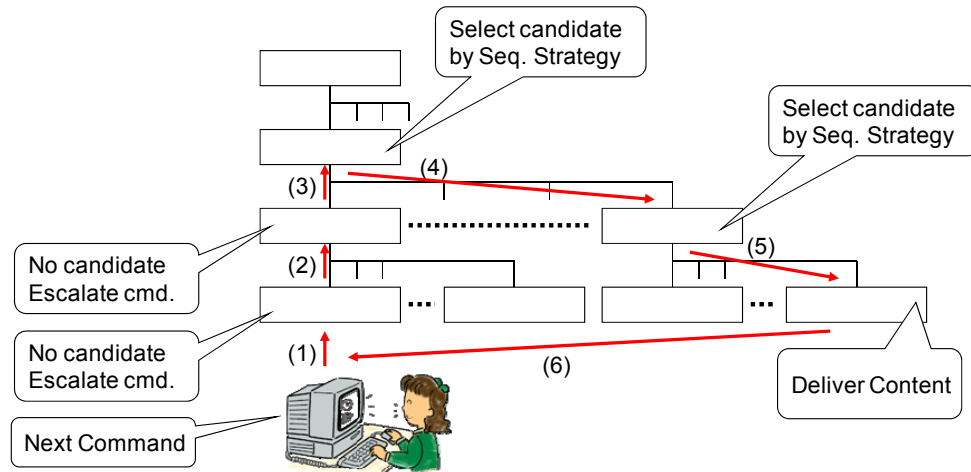 Select candidate
by Seq. Strategy
Select candidate
by Seq. Strategy
(4)
(3)
No candidate
Escalate cmd.
(2)
(5)
No candidate
Escalate cmd.
(1)
(6)
Deliver Content
Next Command